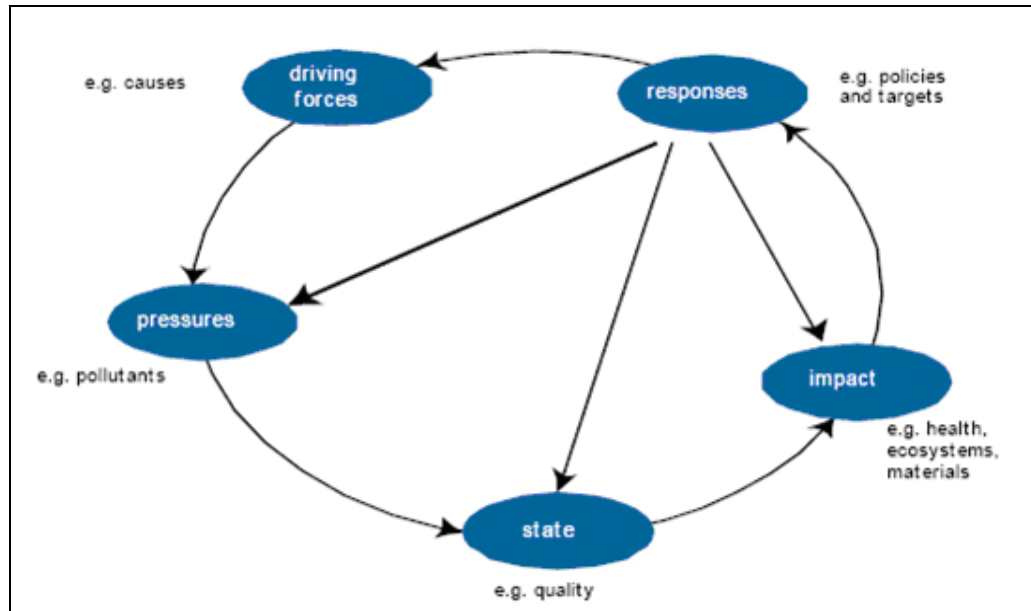 e.g. causes
driving
forces
responses
e.g. policies
and targets
pressures
e.g. pollutants
impact
e.g. health,
ecosystems,
materials
state
e.g. quality